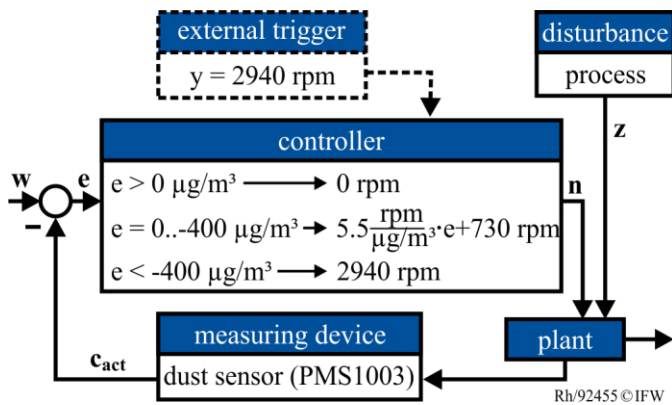 external trigger
y = 2940 rpm
disturbance
process
z
controller
w
e
n
e > 0 µg/m³ → 0 rpm
e = 0..-400 µg/m³ → 5.5 rpm/µg/m³·e+730 rpm
e < -400 µg/m³ → 2940 rpm
−
measuring device
dust sensor (PMS1003)
c_act
plant
Rh/92455 © IFW